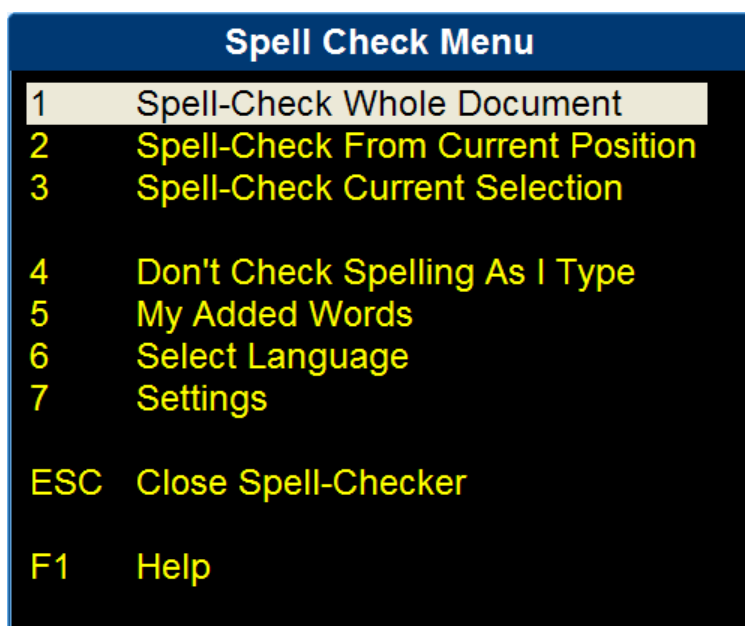 Spell Check Menu
1 Spell-Check Whole Document
2 Spell-Check From Current Position
3 Spell-Check Current Selection
4 Don't Check Spelling As I Type
5 My Added Words
6 Select Language
7 Settings
ESC Close Spell-Checker
F1 Help